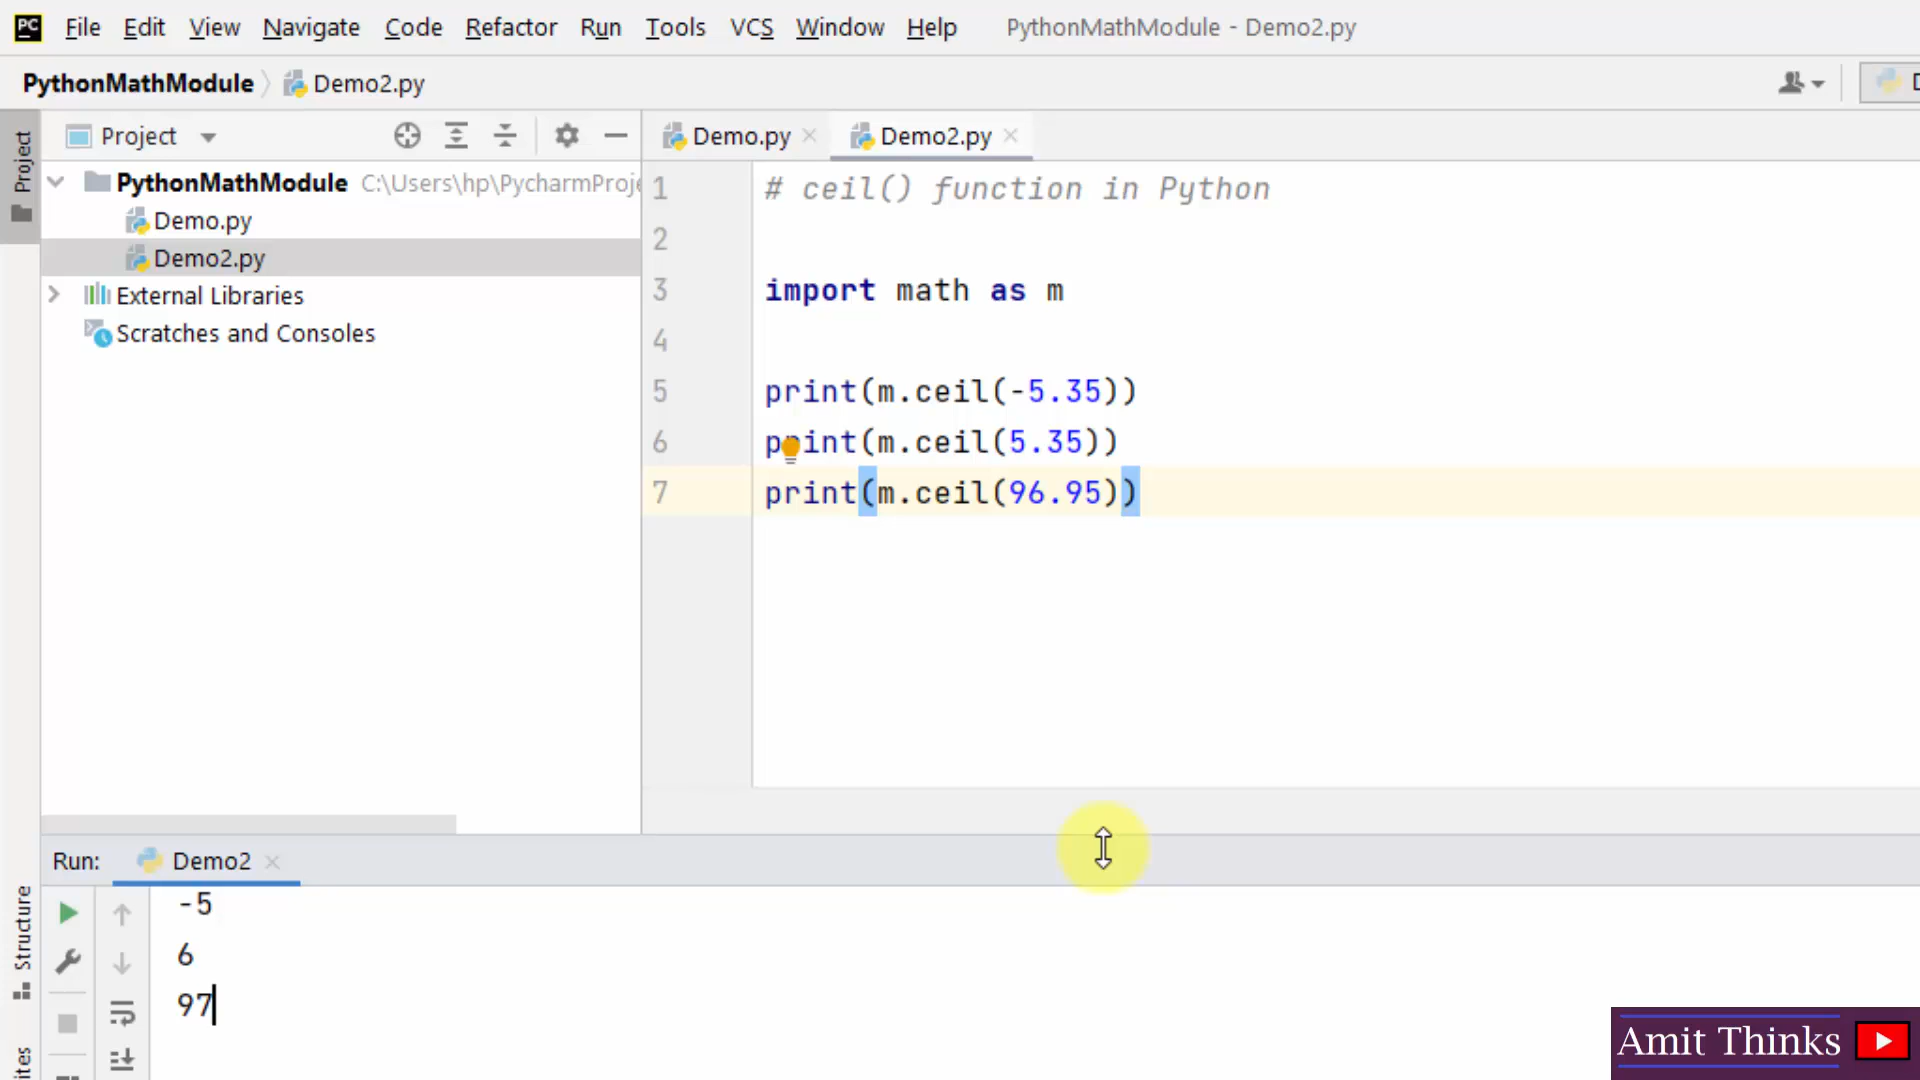 PC File Edit View Navigate Code Refactor Run Tools VCS Window Help PythonMathModule - Demo2.py
PythonMathModule Demo2.py
Project
Project
Demo.py
Demo2.py
PythonMathModule C:\Users\hp\PycharmProje
Demo.py
Demo2.py
External Libraries
Scratches and Consoles
1 # ceil() function in Python
2
3 import math as m
4
5 print(m.ceil(-5.35))
6 print(m.ceil(5.35))
7 print(m.ceil(96.95))
Run: Demo2
Structure
-5
6
97
Amit Thinks